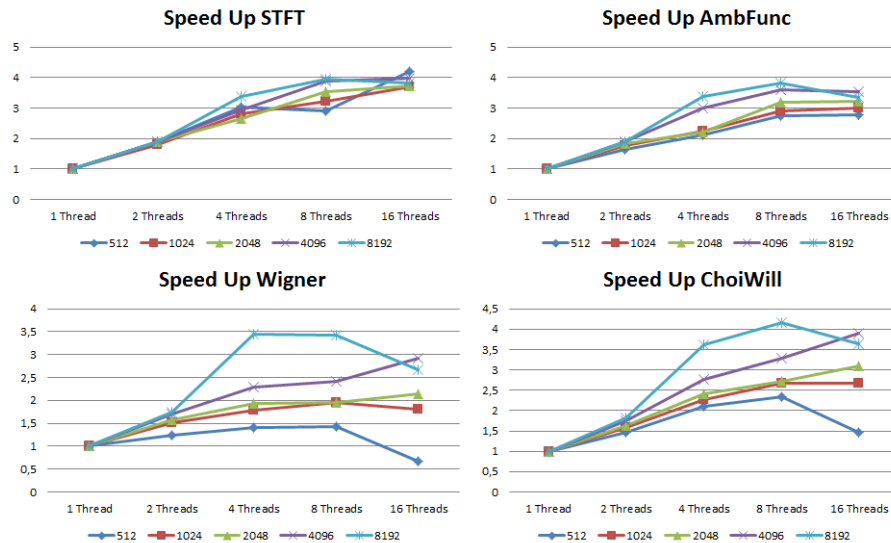 Speed Up STFT
5
4
3
2
1
0
1 Thread 2 Threads 4 Threads 8 Threads 16 Threads
512 1024 2048 4096 8192
Speed Up AmbFunc
5
4
3
2
1
0
1 Thread 2 Threads 4 Threads 8 Threads 16 Threads
512 1024 2048 4096 8192
Speed Up Wigner
4
3,5
3
2,5
2
1,5
1
0,5
0
1 Thread 2 Threads 4 Threads 8 Threads 16 Threads
512 1024 2048 4096 8192
Speed Up ChoiWill
4,5
4
3,5
3
2,5
2
1,5
1
0,5
0
1 Thread 2 Threads 4 Threads 8 Threads 16 Threads
512 1024 2048 4096 8192